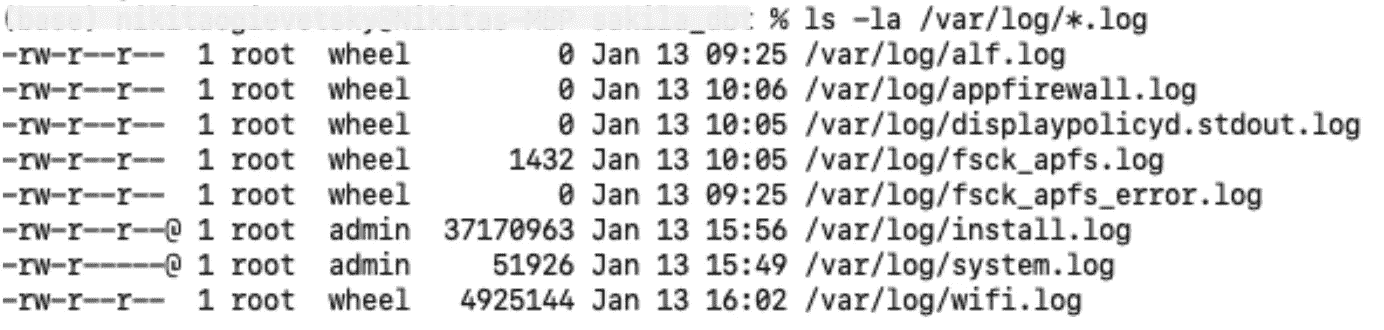 % ls -la /var/log/*.log
-rw-r--r--  1 root  wheel         0 Jan 13 09:25 /var/log/alf.log
-rw-r--r--  1 root  wheel         0 Jan 13 10:06 /var/log/appfirewall.log
-rw-r--r--  1 root  wheel         0 Jan 13 10:05 /var/log/displaypolicyd.stdout.log
-rw-r--r--  1 root  wheel      1432 Jan 13 10:05 /var/log/fsck_apfs.log
-rw-r--r--  1 root  wheel         0 Jan 13 09:25 /var/log/fsck_apfs_error.log
-rw-r--r--@ 1 root  admin  37170963 Jan 13 15:56 /var/log/install.log
-rw-r-----@ 1 root  admin     51926 Jan 13 15:49 /var/log/system.log
-rw-r--r--  1 root  wheel   4925144 Jan 13 16:02 /var/log/wifi.log